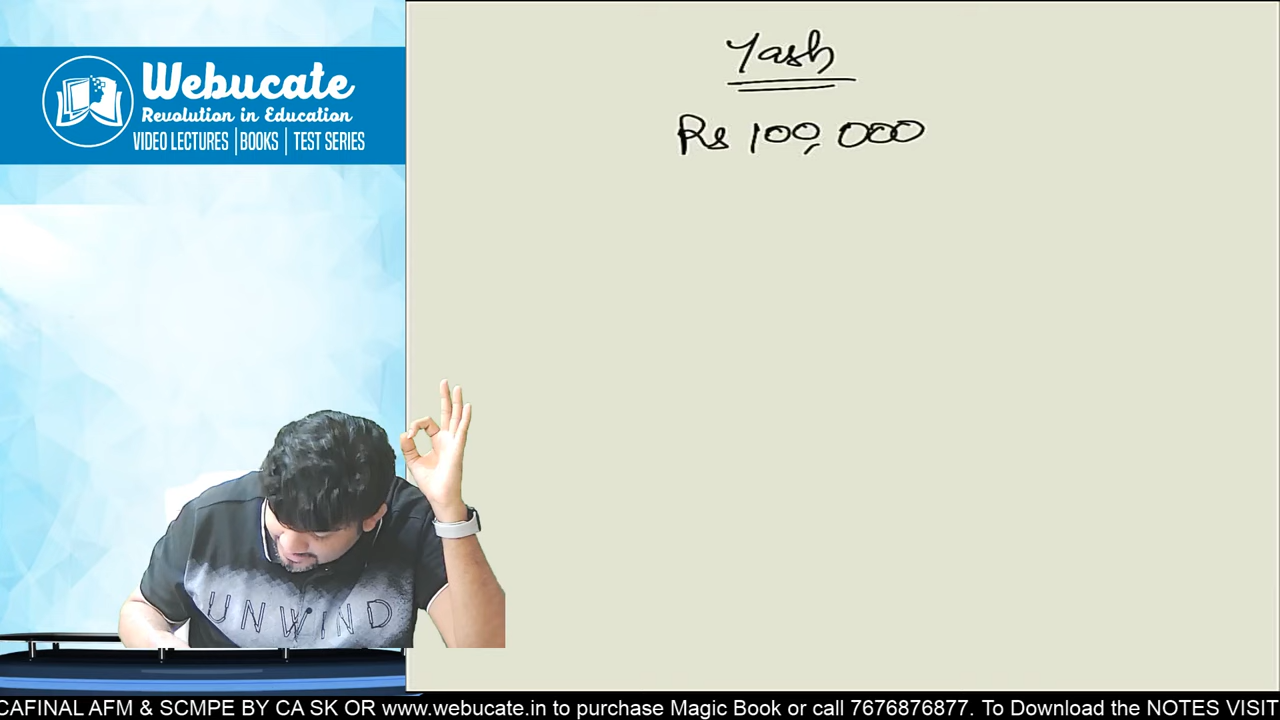 Webucate
Revolution in Education
VIDEO LECTURES | BOOKS | TEST SERIES
Yash
Rs 100,000
UNWIND
CAFINAL AFM & SCMPE BY CA SK OR www.webucate.in to purchase Magic Book or call 7676876877. To Download the NOTES VISIT